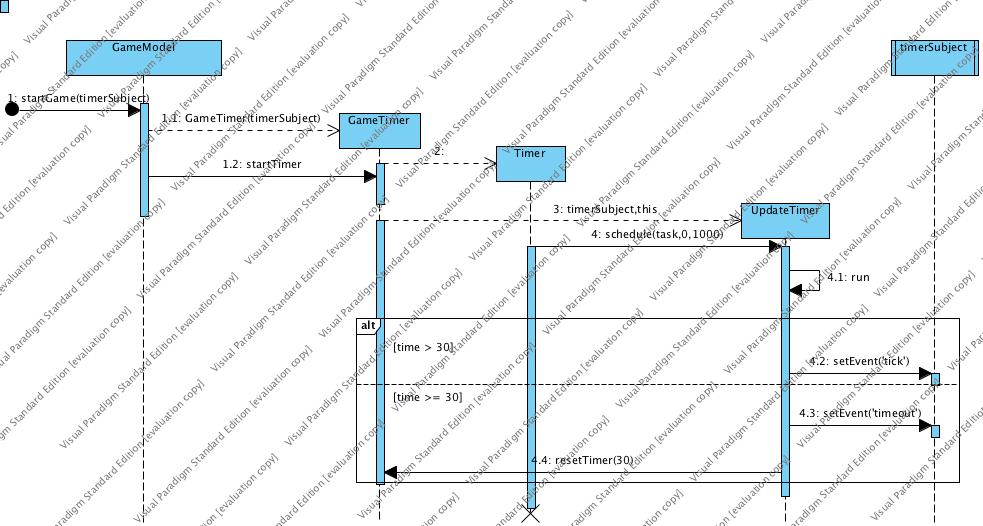 GameModel
timerSubject
1: startGame(timerSubject)
1.1: GameTimer(timerSubject)
GameTimer
2:
Timer
1.2: startTimer
3: timerSubject,this
UpdateTimer
4: schedule(task,0,1000)
4.1: run
alt
[time > 30]
4.2: setEvent('tick')
[time >= 30]
4.3: setEvent('timeout')
4.4: resetTimer(30)
Visual Paradigm Standard Edition [evaluation copy]